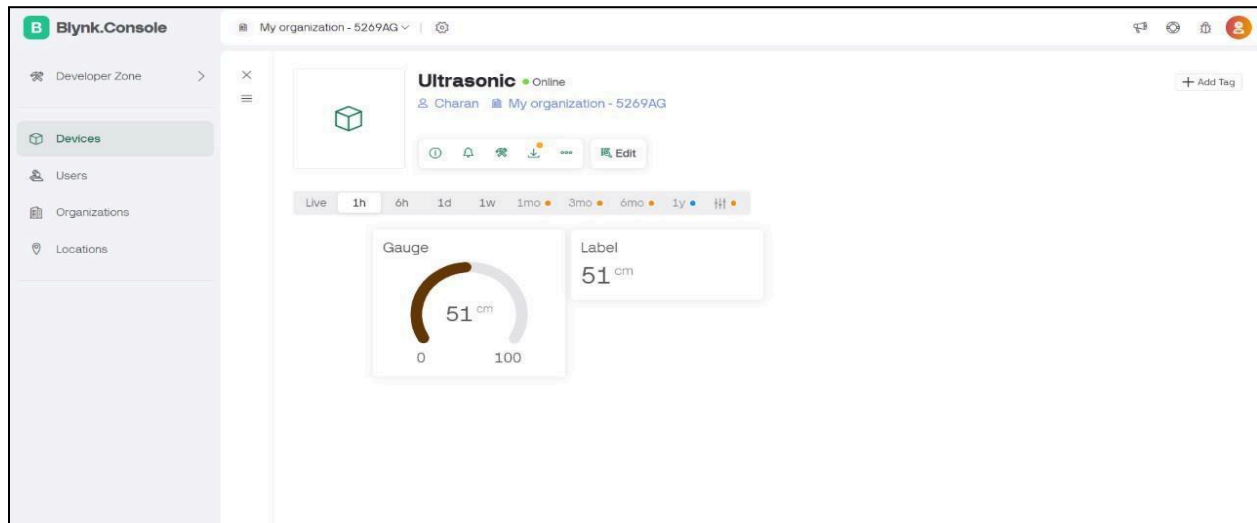 B Blynk.Console
My organization - 5269AG
Developer Zone
Devices
Users
Organizations
Locations
Ultrasonic Online
Charan My organization - 5269AG
Edit
+ Add Tag
Live 1h 6h 1d 1w 1mo 3mo 6mo 1y
Gauge
51 cm
0 100
Label
51 cm